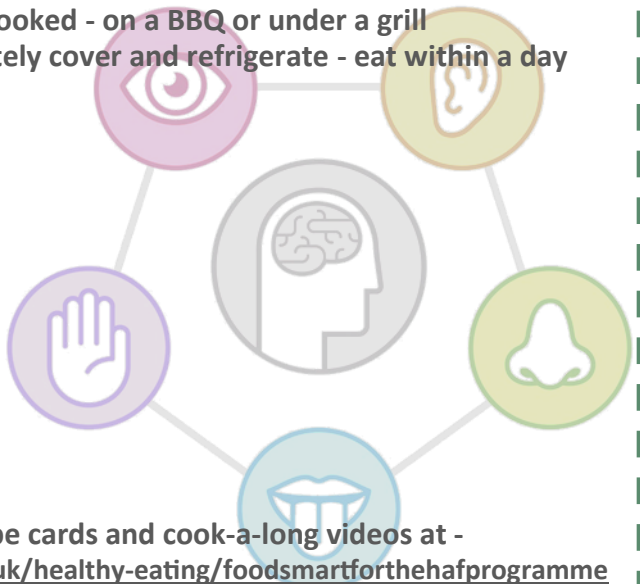 ooked - on a BBQ or under a grill
tely cover and refrigerate - eat within a day
pe cards and cook-a-long videos at -
uk/healthy-eating/foodsmartforthehafprogramme